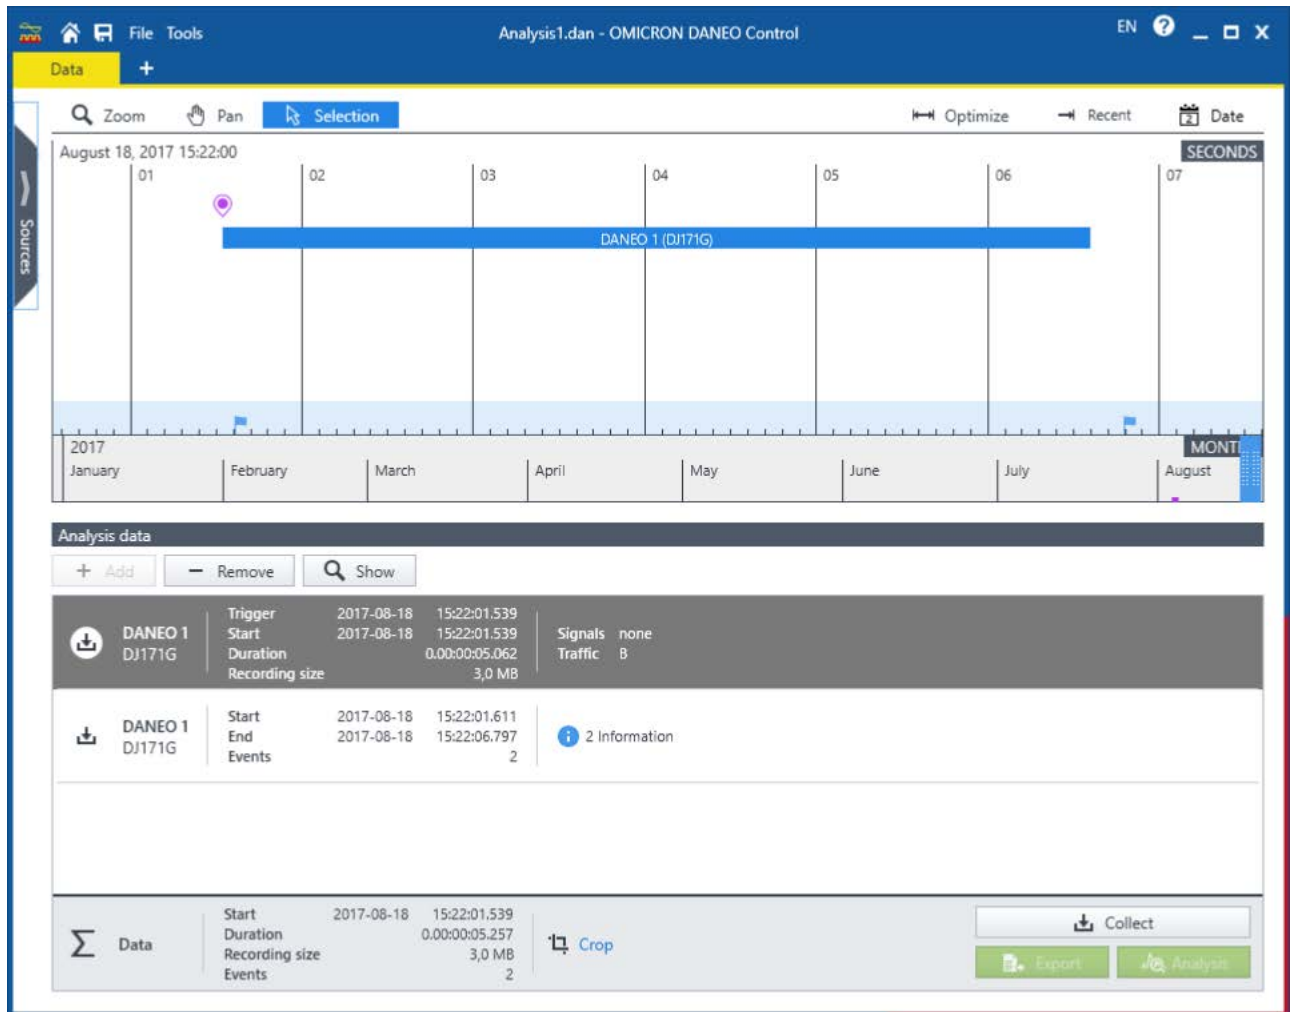 File Tools Analysis1.dan - OMICRON DANEO Control EN ?
Data +
Zoom Pan Selection Optimize Recent 2 Date
August 18, 2017 15:22:00 SECONDS
01 02 03 04 05 06 07
Sources
DANEO 1 (DJ171G)
2017
January February March April May June July August
Analysis data
+ Add − Remove Show
DANEO 1
DJ171G
Trigger 2017-08-18 15:22:01.539
Start 2017-08-18 15:22:01.539
Duration 0.00:00:05.062
Recording size 3,0 MB
Signals none
Traffic B
DANEO 1
DJ171G
Start 2017-08-18 15:22:01.611
End 2017-08-18 15:22:06.797
Events 2
i 2 Information
Σ Data
Start 2017-08-18 15:22:01.539
Duration 0.00:00:05.257
Recording size 3,0 MB
Events 2
Crop
Collect
Export Analysis